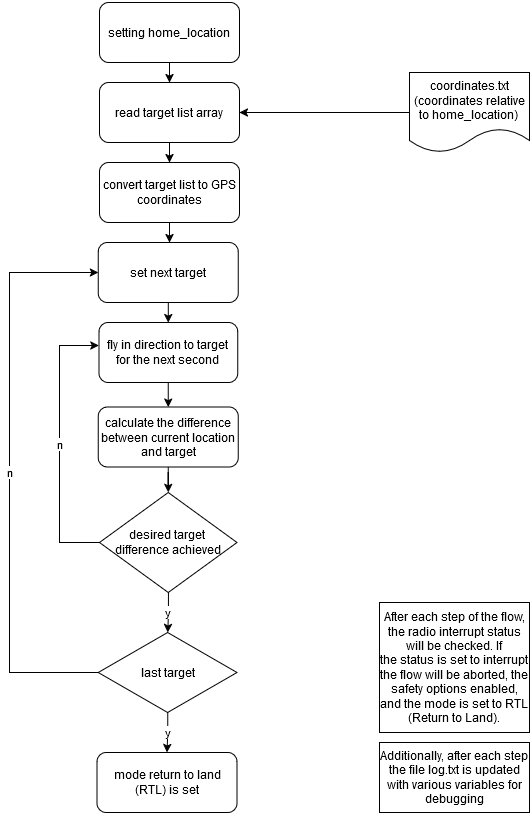 setting home_location
coordinates.txt
(coordinates relative
to home_location)
read target list array
convert target list to GPS
coordinates
set next target
fly in direction to target
for the next second
calculate the difference
between current location
and target
n
n
desired target
difference achieved
y
last target
y
mode return to land
(RTL) is set
After each step of the flow,
the radio interrupt status
will be checked. If
the status is set to interrupt
the flow will be aborted, the
safety options enabled,
and the mode is set to RTL
(Return to Land).
Additionally, after each step
the file log.txt is updated
with various variables for
debugging